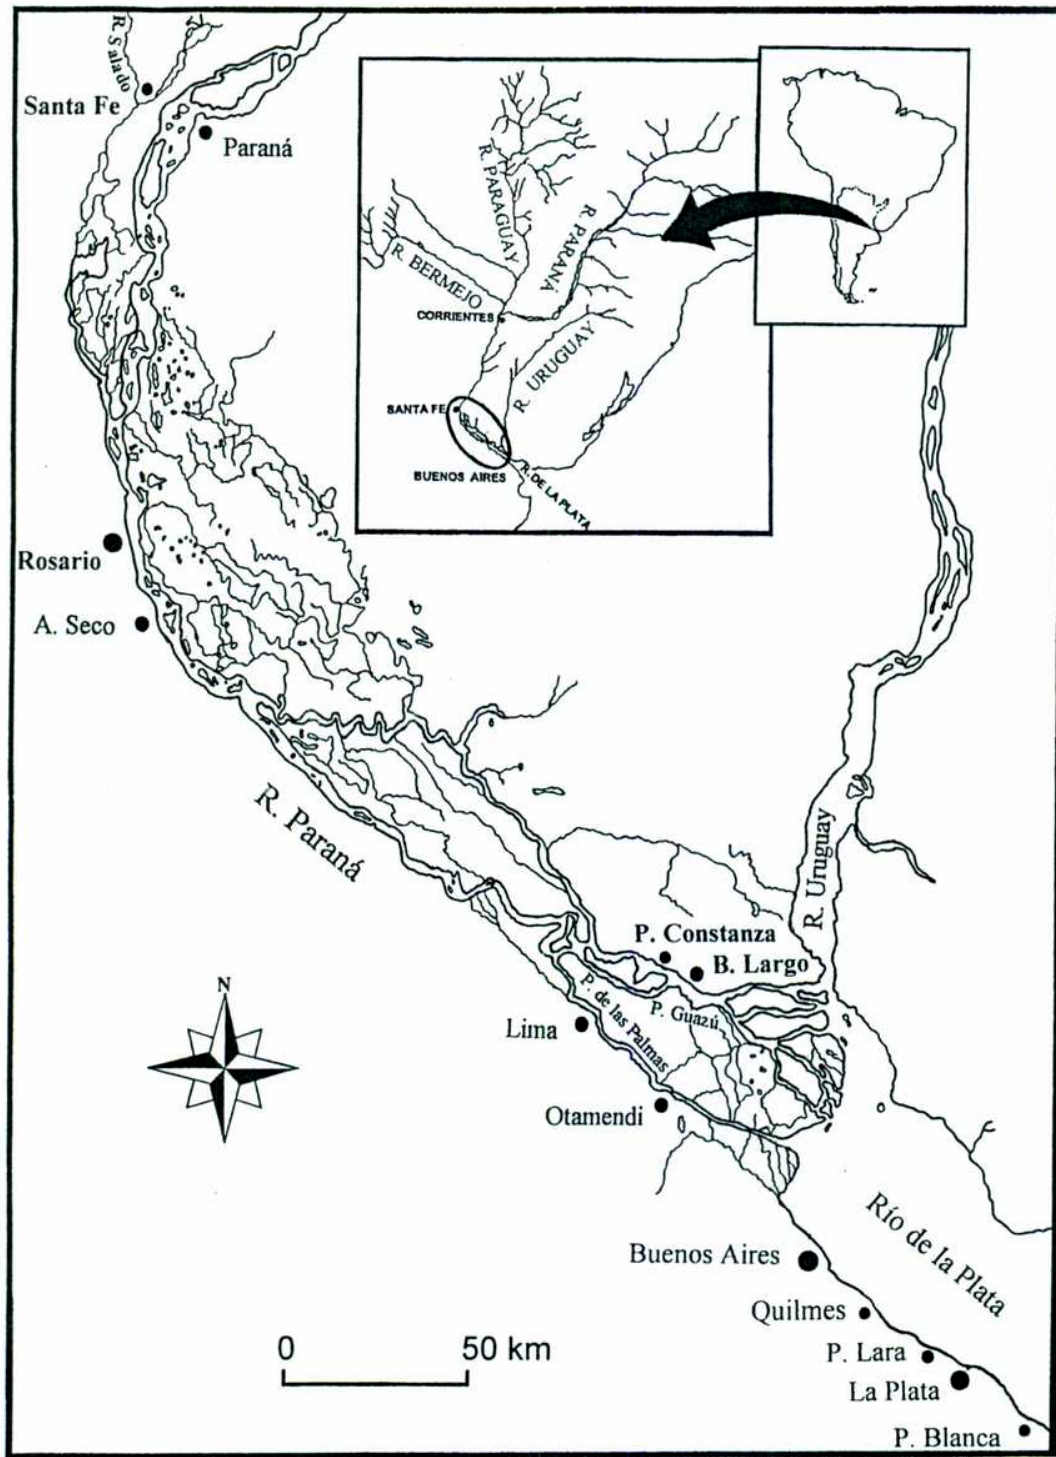 R. Salado
Santa Fe
Paraná
R. PARAGUAY
R. PARANÁ
R. BERMEJO
CORRIENTES
R. URUGUAY
SANTA FE
BUENOS AIRES
R. DE LA PLATA
Rosario
A. Seco
R. Paraná
R. Uruguay
P. Constanza
B. Largo
P. de las Palmas
P. Guazú
N
Lima
Otamendi
Río de la Plata
Buenos Aires
Quilmes
P. Lara
La Plata
P. Blanca
0 50 km